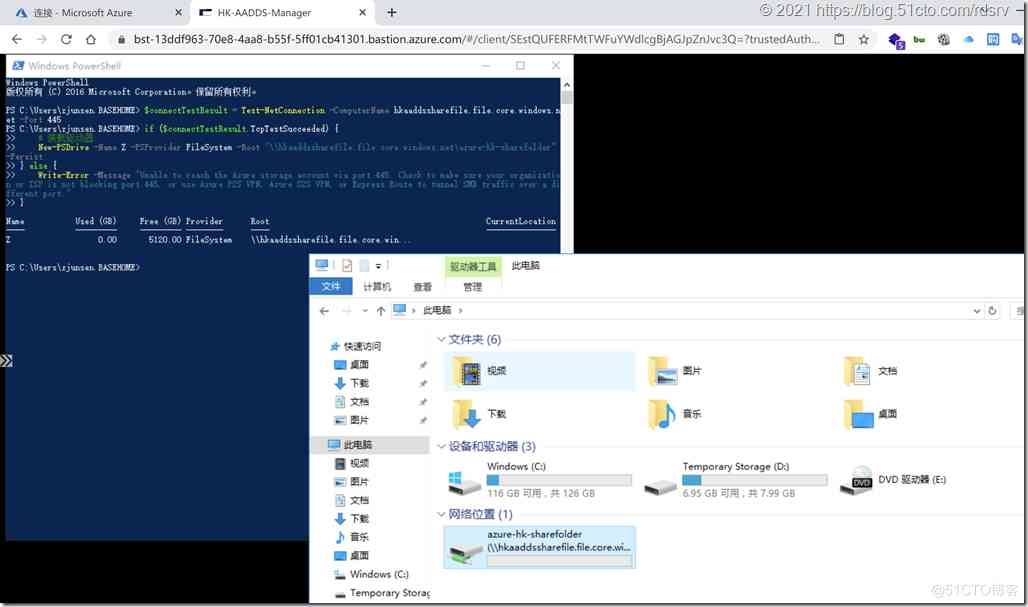 © 2021 https://blog.51cto.com/rdsrv
连接 - Microsoft Azure
HK-AADDS-Manager
bst-13ddf963-70e8-4aa8-b55f-5ff01cb41301.bastion.azure.com/#/client/SEstQUFERFMtTWFuYWdlcgBjAGJpZnJvc3Q=?trustedAuth...
Windows PowerShell
Windows PowerShell
版权所有 (C) 2016 Microsoft Corporation。保留所有权利。
PS C:\Users\rjunsen.BASEHOME> $connectTestResult = Test-NetConnection -ComputerName hkaaddssharefile.file.core.windows.n
et -Port 445
PS C:\Users\rjunsen.BASEHOME> if ($connectTestResult.TcpTestSucceeded) {
>> # 装载驱动器
>> New-PSDrive -Name Z -PSProvider FileSystem -Root "\\hkaaddssharefile.file.core.windows.net\azure-hk-sharefolder"
-Persist
>> } else {
>> Write-Error -Message "Unable to reach the Azure storage account via port 445. Check to make sure your organizatio
n or ISP is not blocking port 445, or use Azure P2S VPN, Azure S2S VPN, or Express Route to tunnel SMB traffic over a di
fferent port."
>> }
Name Used (GB) Free (GB) Provider Root CurrentLocation
Z 0.00 5120.00 FileSystem \\hkaaddssharefile.file.core.win...
PS C:\Users\rjunsen.BASEHOME>
驱动器工具 此电脑
文件 计算机 查看 管理
此电脑
快速访问
桌面
下载
文档
图片
此电脑
视频
图片
文档
下载
音乐
桌面
Windows (C:)
Temporary Storag
文件夹 (6)
视频
图片
文档
下载
音乐
桌面
设备和驱动器 (3)
Windows (C:)
116 GB 可用，共 126 GB
Temporary Storage (D:)
6.95 GB 可用，共 7.99 GB
DVD 驱动器 (E:)
网络位置 (1)
azure-hk-sharefolder
(\\hkaaddssharefile.file.core.wi...
@51CTO博客